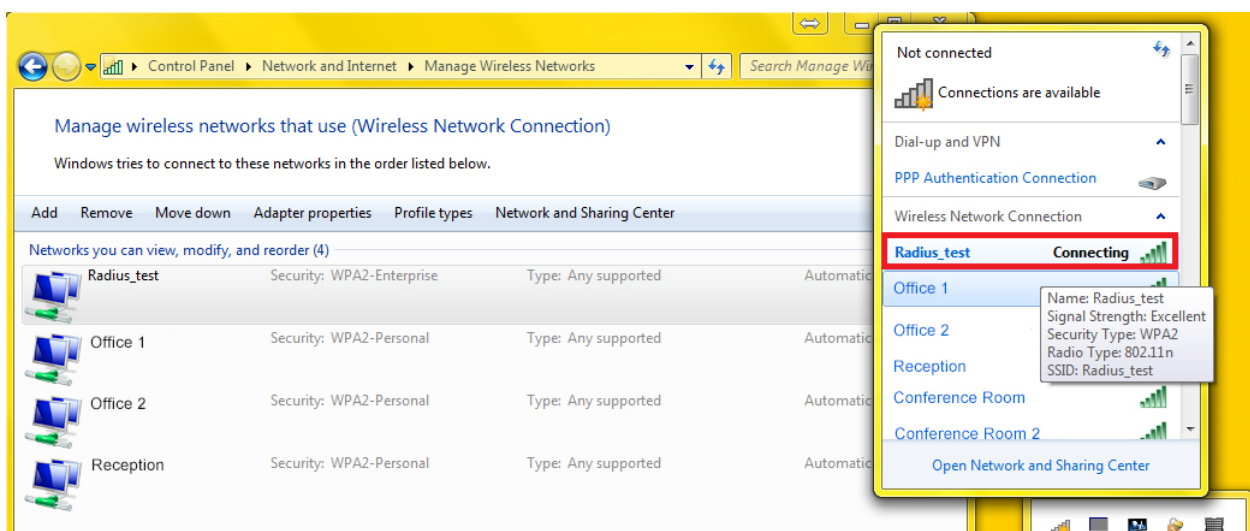 Control Panel Network and Internet Manage Wireless Networks
Search Manage Wi
Manage wireless networks that use (Wireless Network Connection)
Windows tries to connect to these networks in the order listed below.
Add Remove Move down Adapter properties Profile types Network and Sharing Center
Networks you can view, modify, and reorder (4)
Radius_test Security: WPA2-Enterprise Type: Any supported Automatic
Office 1 Security: WPA2-Personal Type: Any supported Automatic
Office 2 Security: WPA2-Personal Type: Any supported Automatic
Reception Security: WPA2-Personal Type: Any supported Automatic
Not connected
Connections are available
Dial-up and VPN
PPP Authentication Connection
Wireless Network Connection
Radius_test Connecting
Office 1
Office 2
Reception
Conference Room
Conference Room 2
Name: Radius_test
Signal Strength: Excellent
Security Type: WPA2
Radio Type: 802.11n
SSID: Radius_test
Open Network and Sharing Center